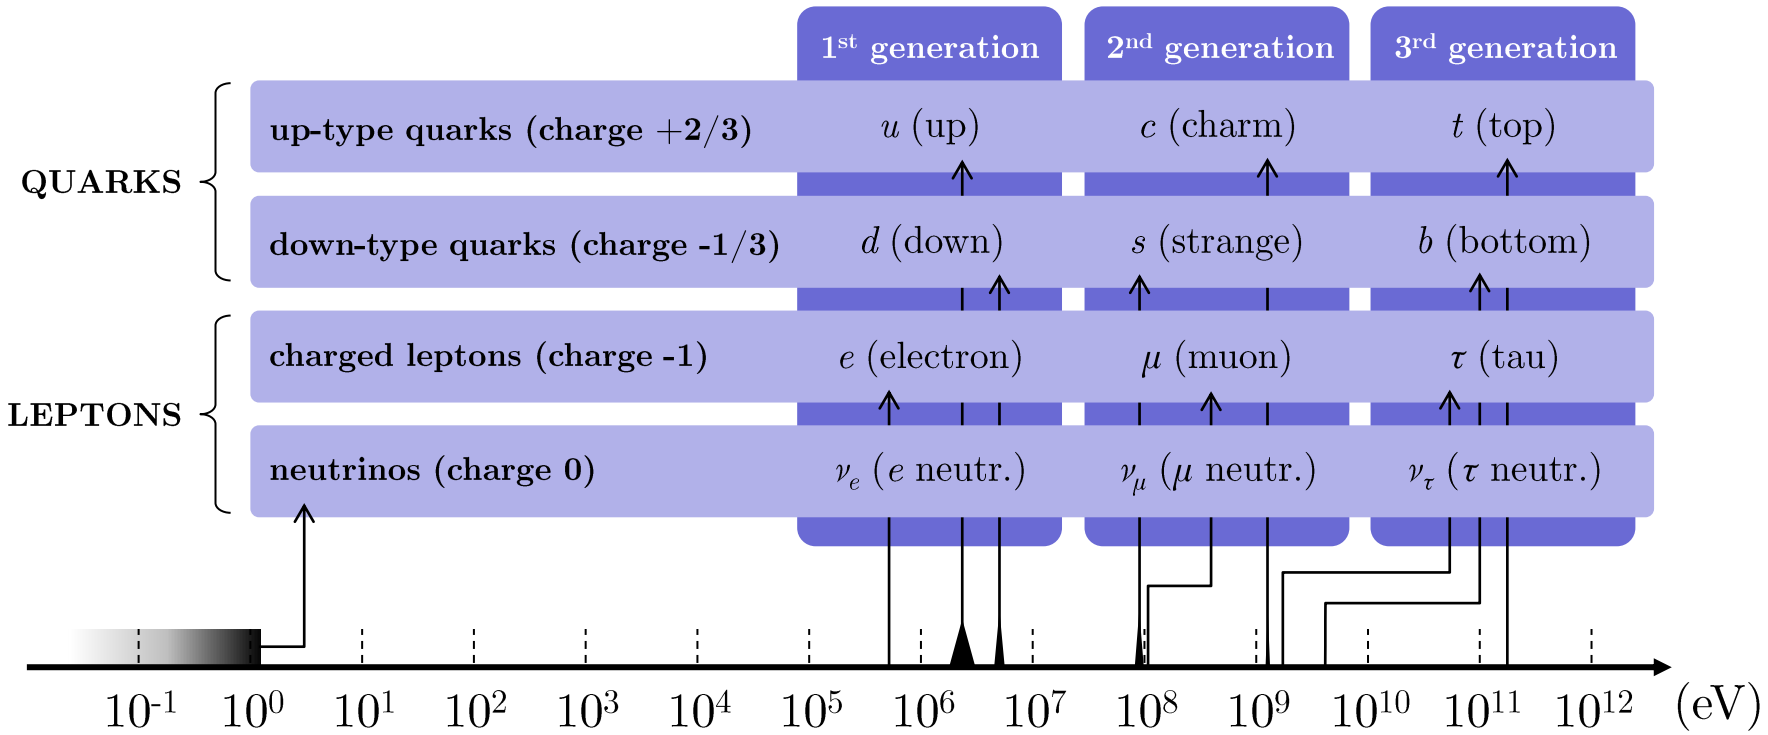 1st generation 2nd generation 3rd generation
QUARKS
up-type quarks (charge +2/3) u (up) c (charm) t (top)
down-type quarks (charge -1/3) d (down) s (strange) b (bottom)
LEPTONS
charged leptons (charge -1) e (electron) μ (muon) τ (tau)
neutrinos (charge 0) νe (e neutr.) νμ (μ neutr.) ντ (τ neutr.)
10-1 100 101 102 103 104 105 106 107 108 109 1010 1011 1012 (eV)